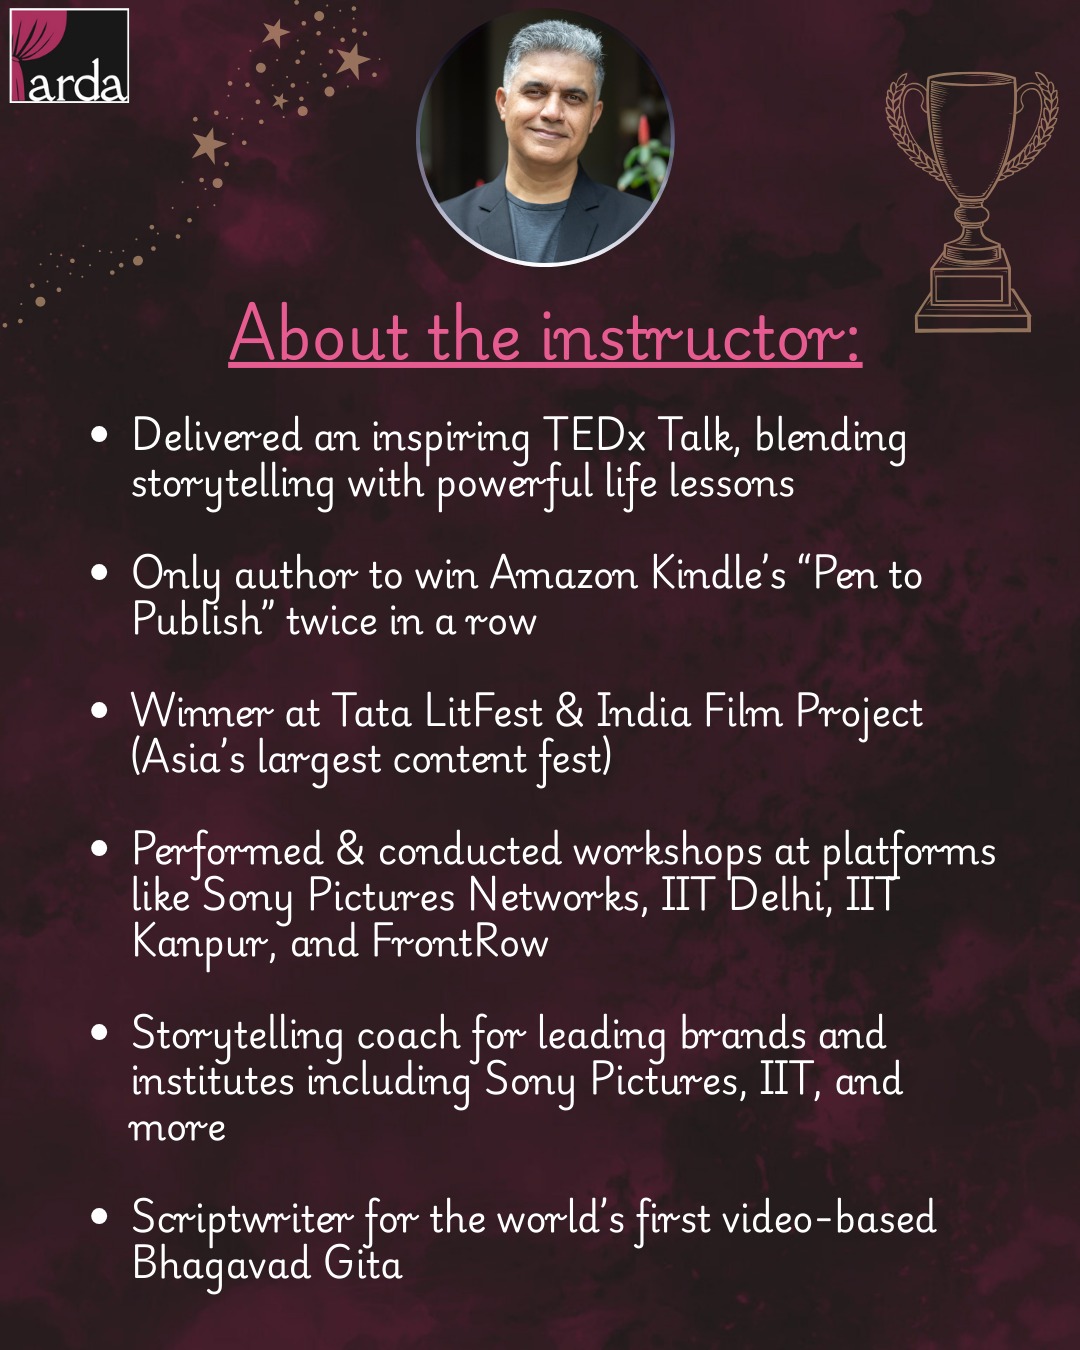 arda
About the instructor:
• Delivered an inspiring TEDx Talk, blending
storytelling with powerful life lessons
• Only author to win Amazon Kindle's “Pen to
Publish” twice in a row
• Winner at Tata LitFest & India Film Project
(Asia's largest content fest)
• Performed & conducted workshops at platforms
like Sony Pictures Networks, IIT Delhi, IIT
Kanpur, and FrontRow
• Storytelling coach for leading brands and
institutes including Sony Pictures, IIT, and
more
• Scriptwriter for the world's first video-based
Bhagavad Gita